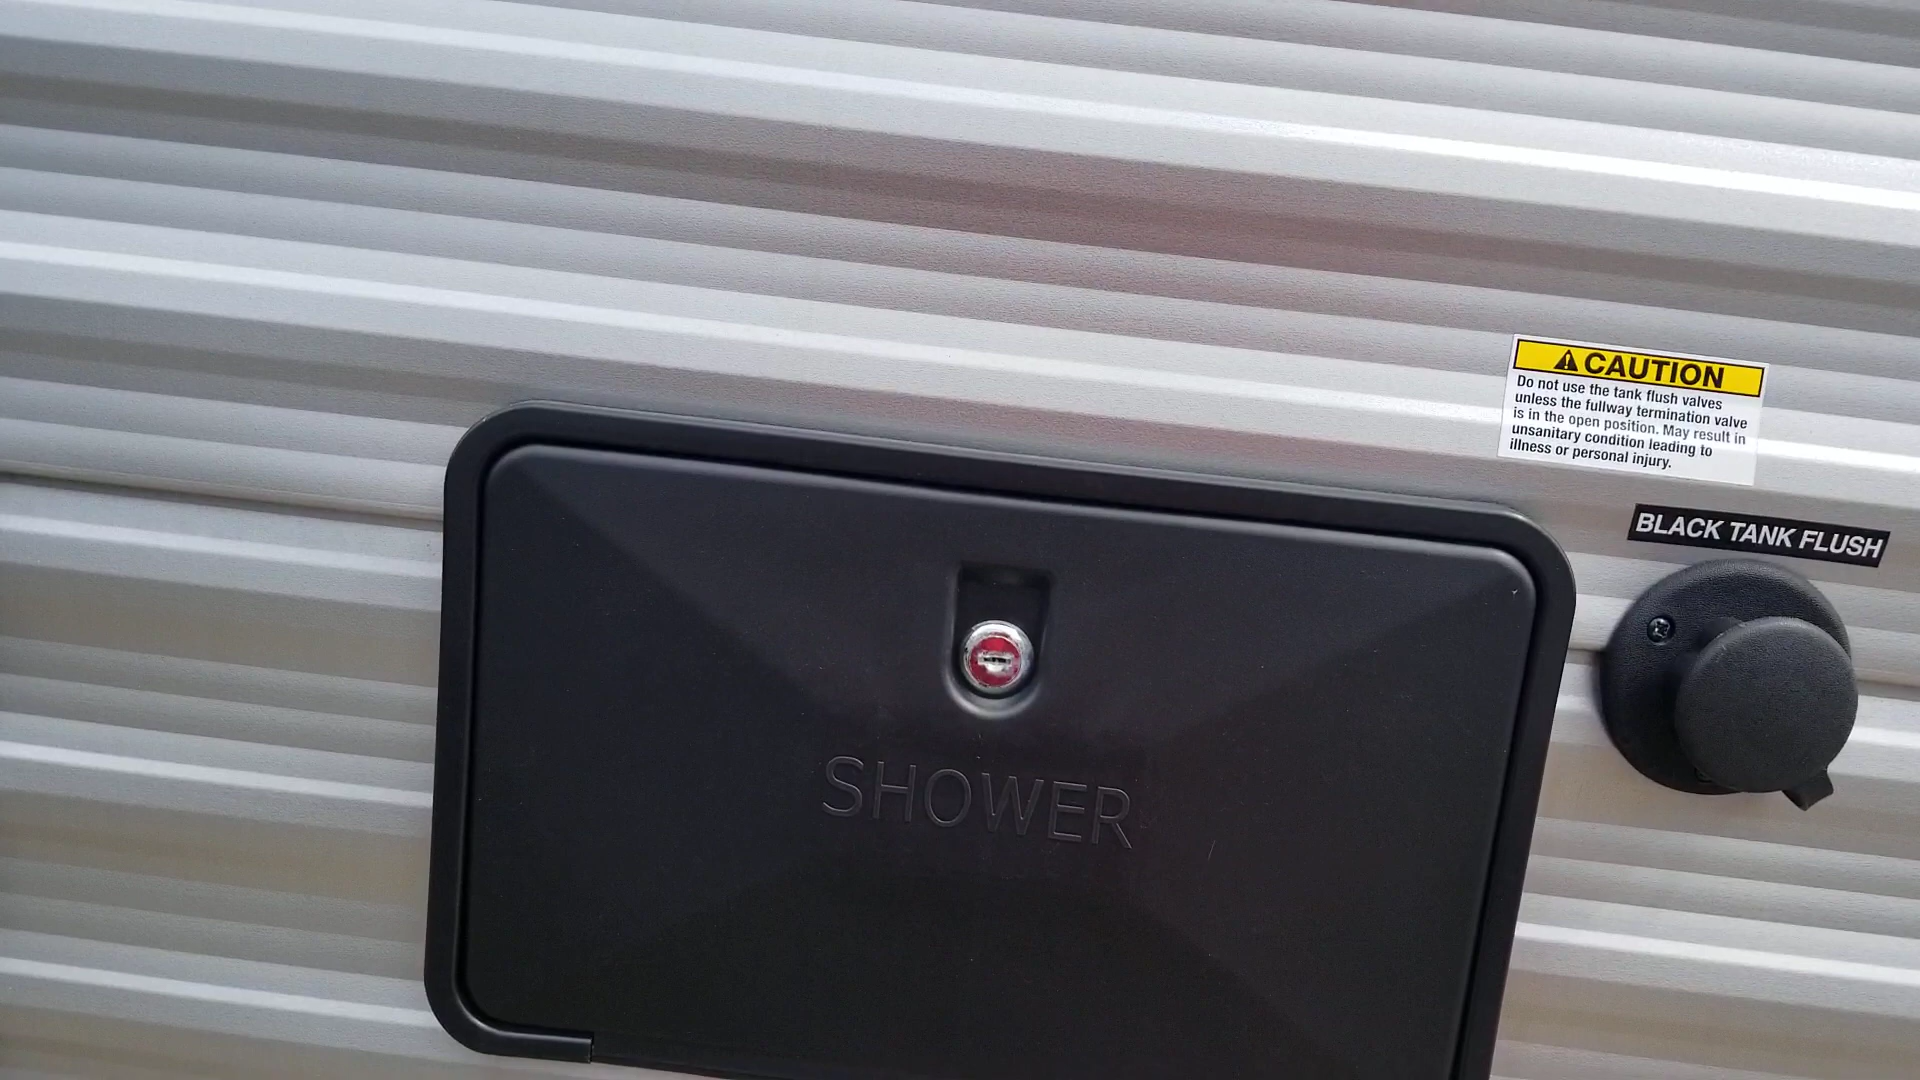 CAUTION
Do not use the tank flush valves
unless the fullway termination valve
is in the open position. May result in
unsanitary condition leading to
illness or personal injury.
BLACK TANK FLUSH
SHOWER